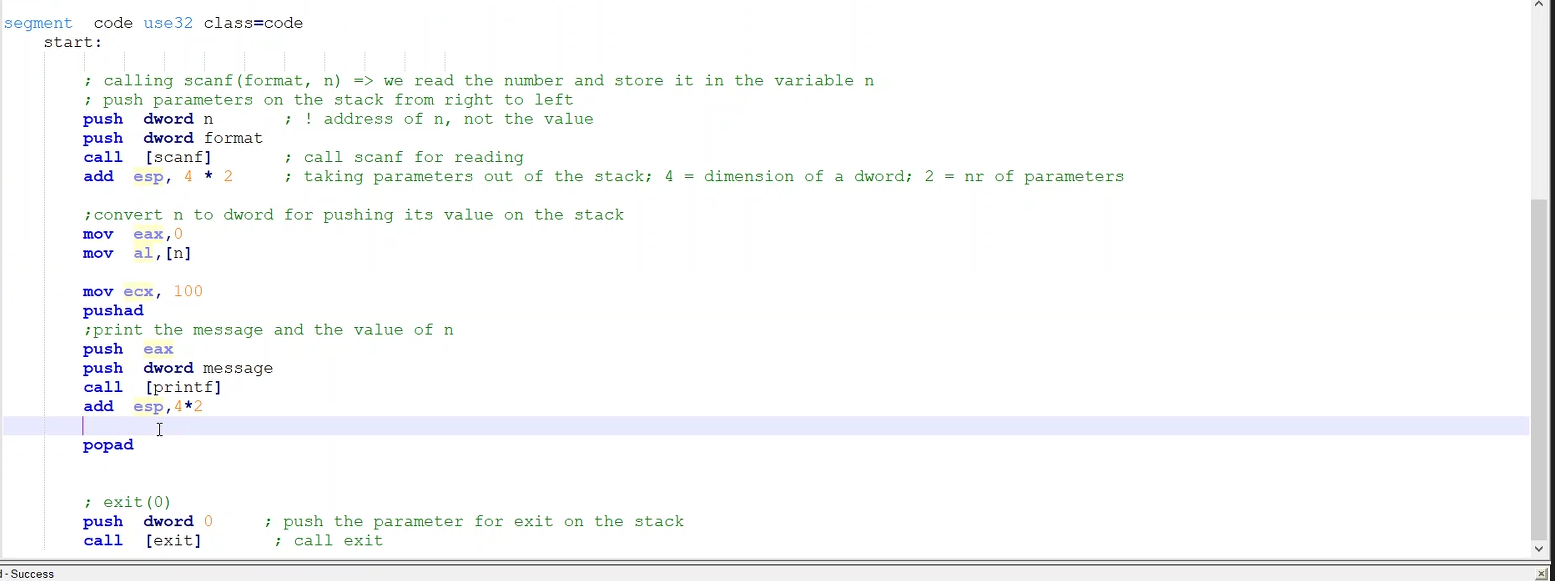 segment code use32 class=code
start:
; calling scanf(format, n) => we read the number and store it in the variable n
; push parameters on the stack from right to left
push dword n ; ! address of n, not the value
push dword format
call [scanf] ; call scanf for reading
add esp, 4 * 2 ; taking parameters out of the stack; 4 = dimension of a dword; 2 = nr of parameters
;convert n to dword for pushing its value on the stack
mov eax,0
mov al,[n]
mov ecx, 100
pushad
;print the message and the value of n
push eax
push dword message
call [printf]
add esp,4*2
popad
; exit(0)
push dword 0 ; push the parameter for exit on the stack
call [exit] ; call exit
d - Success